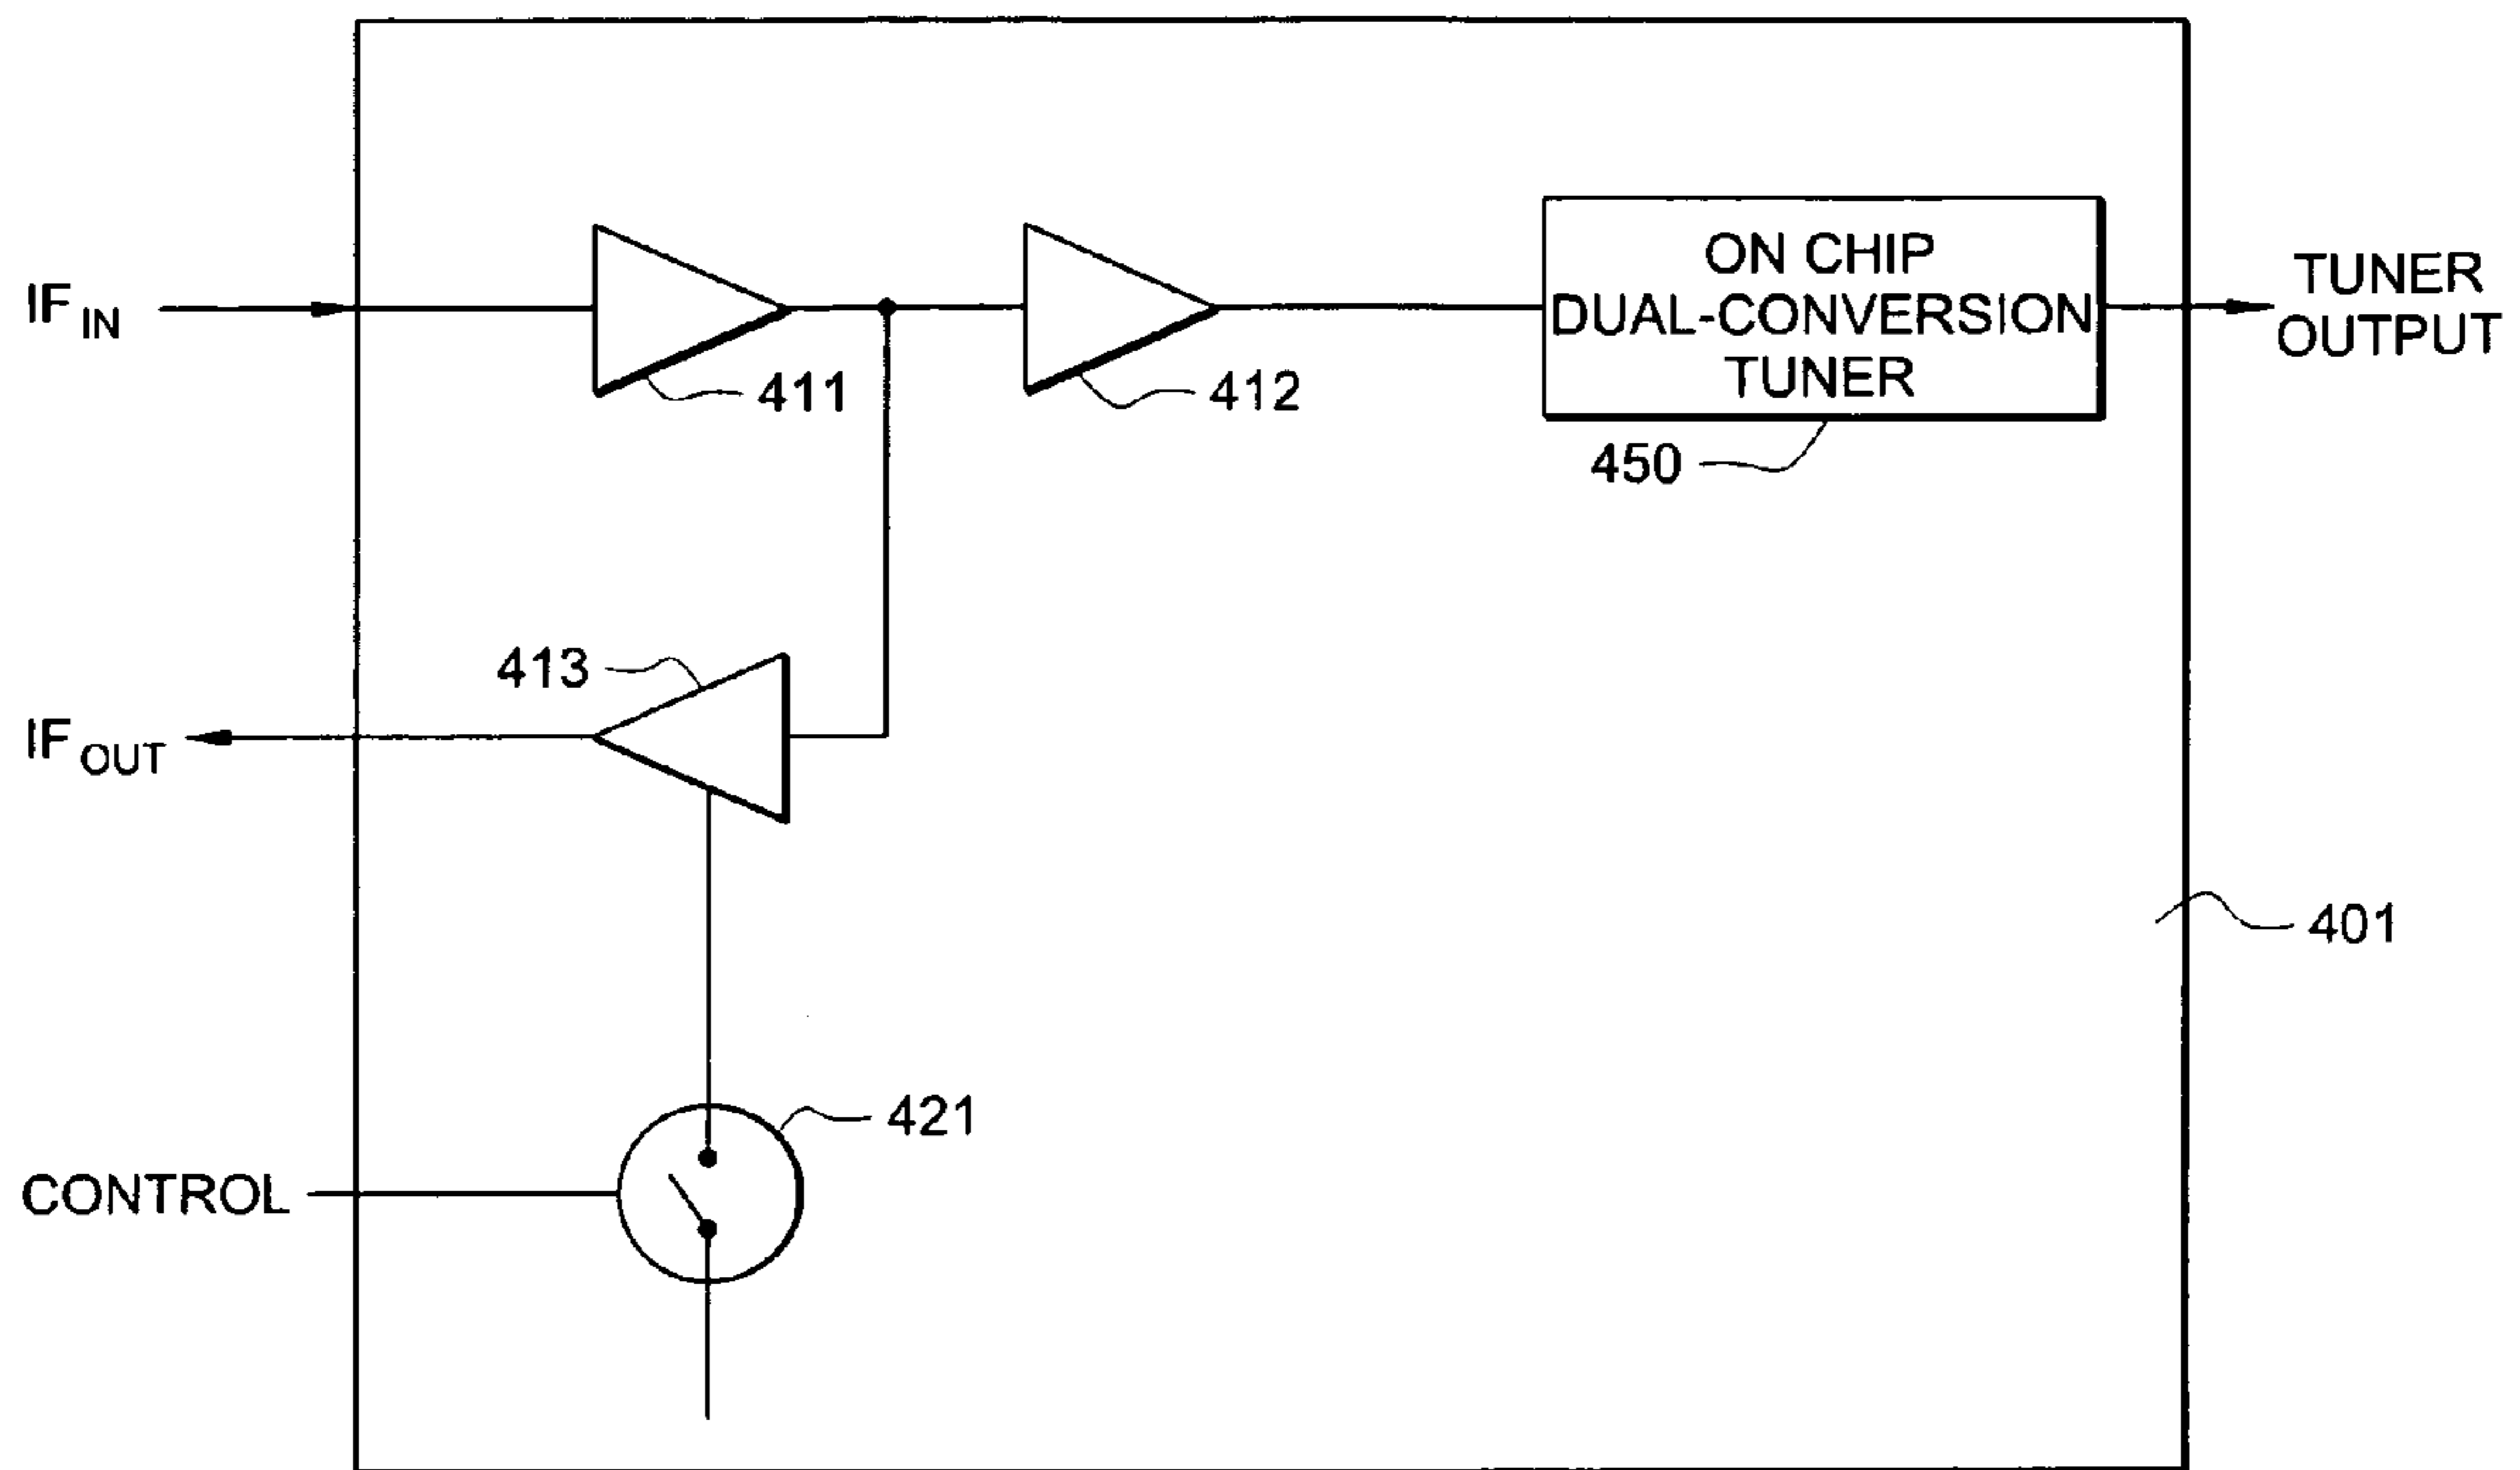 ON CHIP
DUAL-CONVERSION
TUNER
TUNER
OUTPUT
IF IN
411
412
450
413
IF OUT
401
421
CONTROL